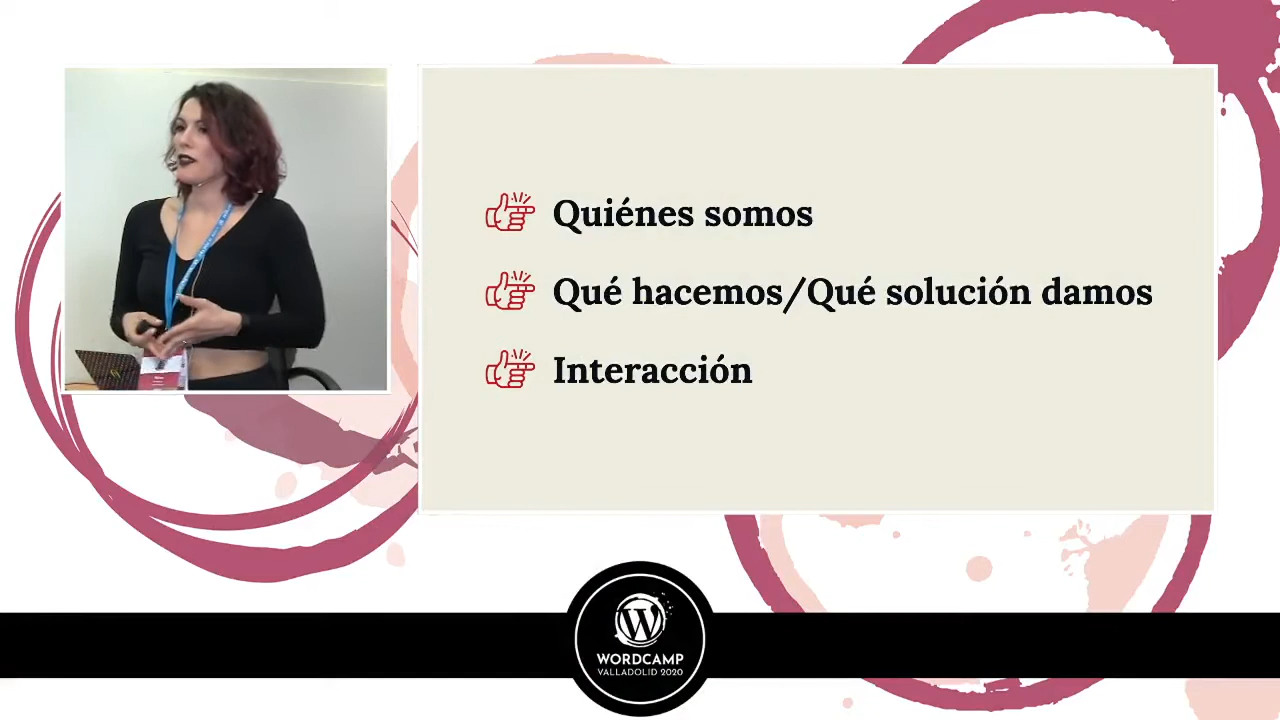 Quiénes somos
Qué hacemos/Qué solución damos
Interacción
WORDCAMP
VALLADOLID 2020